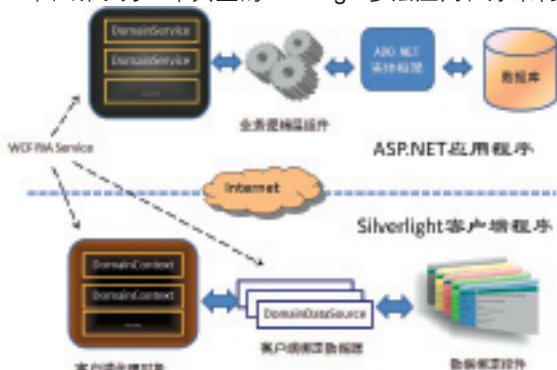 DomainService
DomainService
......
ADO.NET
实体框架
数据库
业务逻辑层组件
WCF RIA Service
ASP.NET应用程序
Internet
Silverlight客户端程序
DomainContext
DomainContext
......
DomainDataSource
客户端绑定数据源
数据绑定控件